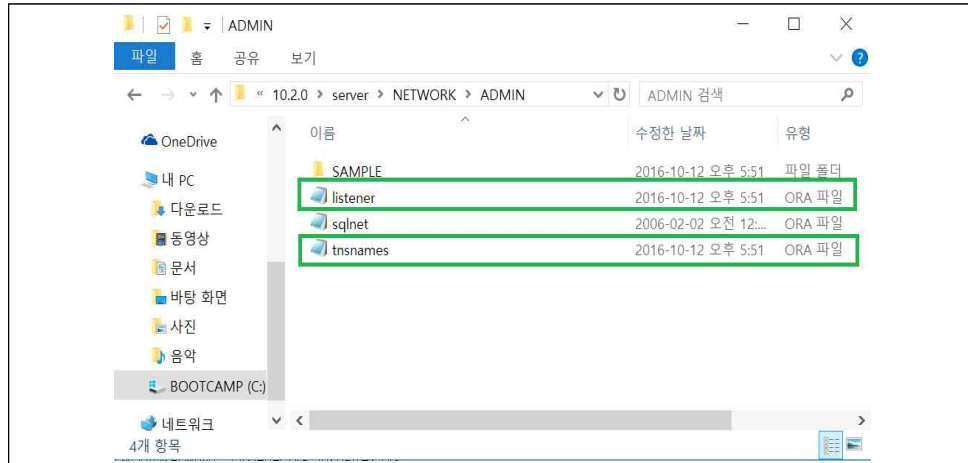 ADMIN
파일 홈 공유 보기
« 10.2.0 > server > NETWORK > ADMIN ADMIN 검색
이름 수정한 날짜 유형
OneDrive
내 PC
다운로드
동영상
문서
바탕 화면
사진
음악
BOOTCAMP (C:)
네트워크
SAMPLE 2016-10-12 오후 5:51 파일 폴더
listener 2016-10-12 오후 5:51 ORA 파일
sqlnet 2006-02-02 오전 12:... ORA 파일
tnsnames 2016-10-12 오후 5:51 ORA 파일
4개 항목